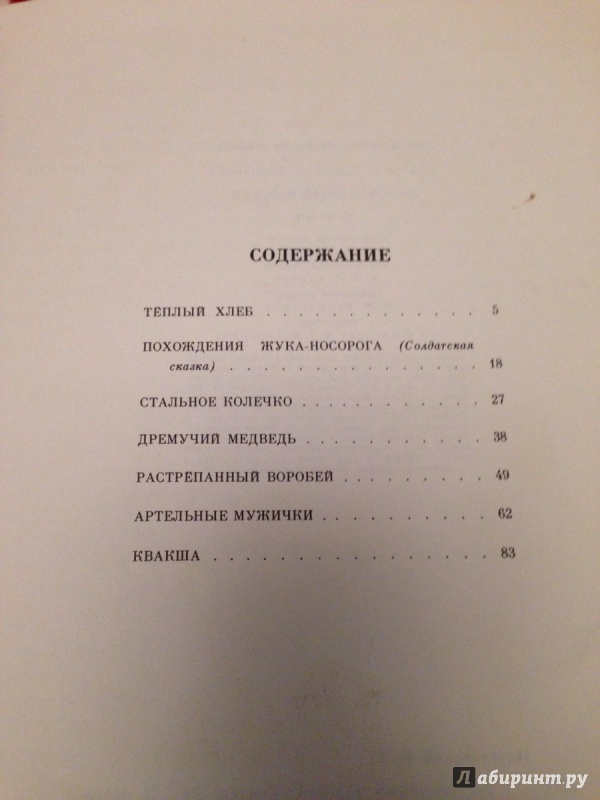 СОДЕРЖАНИЕ
ТЁПЛЫЙ ХЛЕБ . . . . . . . . . . . . . 5
ПОХОЖДЕНИЯ ЖУКА-НОСОРОГА (Солдатская
сказка) . . . . . . . . . . . . . . . 18
СТАЛЬНОЕ КОЛЕЧКО . . . . . . . . . . . 27
ДРЕМУЧИЙ МЕДВЕДЬ . . . . . . . . . . . 38
РАСТРЁПАННЫЙ ВОРОБЕЙ . . . . . . . . . 49
АРТЕЛЬНЫЕ МУЖИЧКИ . . . . . . . . . . 62
КВАКША . . . . . . . . . . . . . . . 83
Лабиринт.ру